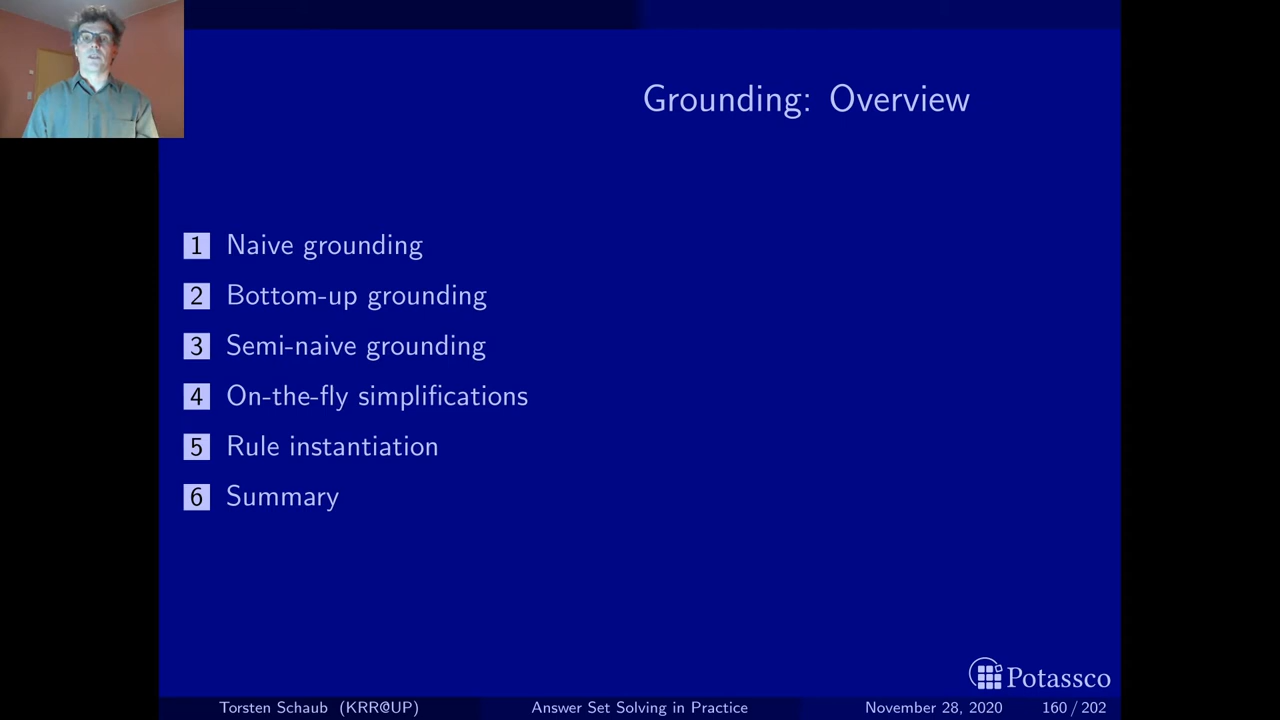 Grounding: Overview
1 Naive grounding
2 Bottom-up grounding
3 Semi-naive grounding
4 On-the-fly simplifications
5 Rule instantiation
6 Summary
Potassco
Torsten Schaub (KRR@UP) Answer Set Solving in Practice November 28, 2020 160 / 202